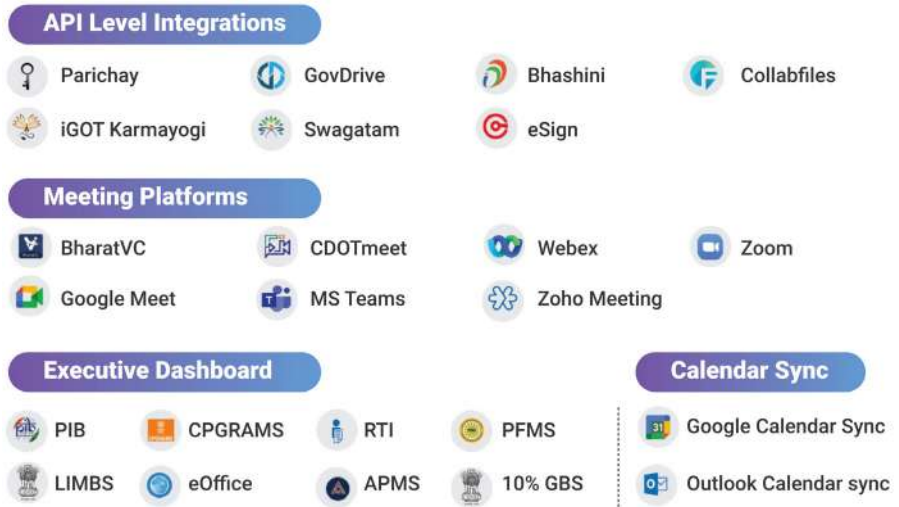 API Level Integrations
Parichay GovDrive Bhashini Collabfiles
iGOT Karmayogi Swagatam eSign
Meeting Platforms
BharatVC CDOTmeet Webex Zoom
Google Meet MS Teams Zoho Meeting
Executive Dashboard
PIB CPGRAMS RTI PFMS
LIMBS eOffice APMS 10% GBS
Calendar Sync
Google Calendar Sync
Outlook Calendar sync